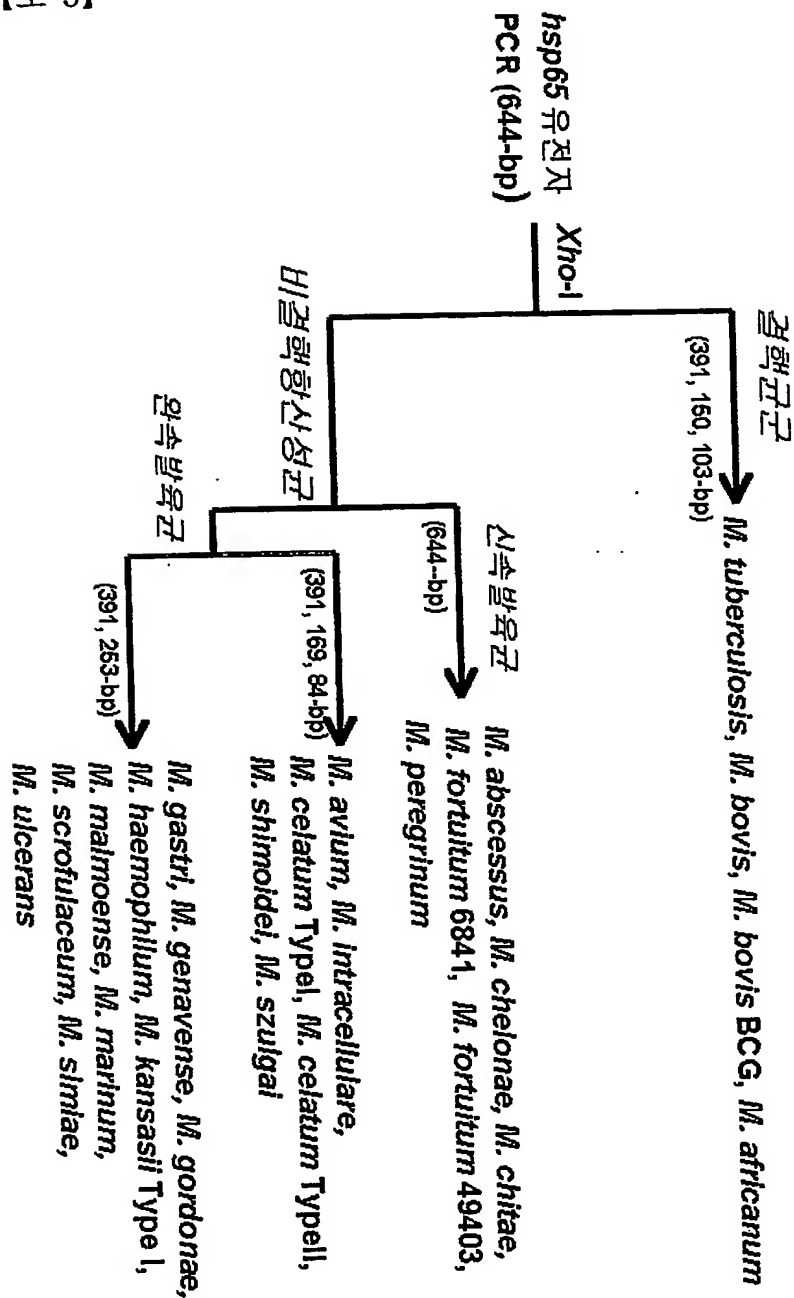 hsp65 유전자
PCR (644-bp)
Xho-I
결핵균군
(391, 150, 103-bp)
M. tuberculosis, M. bovis, M. bovis BCG, M. africanum
비결핵항산성균
신속발육균
(644--bp)
M. abscessus, M. chelonae, M. chitae,
M. fortuitum 6841, M. fortuitum 49403,
M. peregrinum
완속발육균
(391, 169, 84-bp)
M. avium, M. intracellulare,
M. celatum TypeI, M. celatum TypeII,
M. shimoidei, M. szulgai
(391, 253-bp)
M. gastri, M. genavense, M. gordonae,
M. haemophilum, M. kansasii Type I,
M. malmoense, M. marinum,
M. scrofulaceum, M. simiae,
M. ulcerans